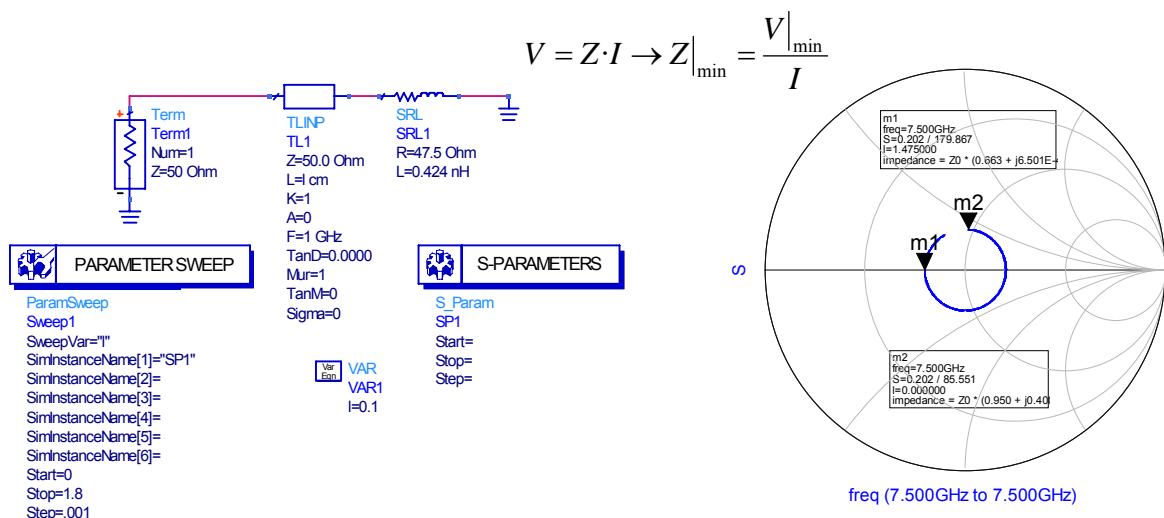 V = Z·I → Z|min = V|min / I
Term
Term1
Num=1
Z=50 Ohm
TLINP
TL1
Z=50.0 Ohm
L=l cm
K=1
A=0
F=1 GHz
TanD=0.0000
Mur=1
TanM=0
Sigma=0
SRL
SRL1
R=47.5 Ohm
L=0.424 nH
PARAMETER SWEEP
ParamSweep
Sweep1
SweepVar="l"
SimInstanceName[1]="SP1"
SimInstanceName[2]=
SimInstanceName[3]=
SimInstanceName[4]=
SimInstanceName[5]=
SimInstanceName[6]=
Start=0
Stop=1.8
Step=.001
Var
Eqn
VAR
VAR1
l=0.1
S-PARAMETERS
S_Param
SP1
Start=
Stop=
Step=
m1
freq=7.500GHz
S=0.202 / 179.867
l=1.475000
impedance = Z0 * (0.663 + j6.501E-
m2
m1
S
m2
freq=7.500GHz
S=0.202 / 85.551
l=0.000000
impedance = Z0 * (0.950 + j0.40
freq (7.500GHz to 7.500GHz)